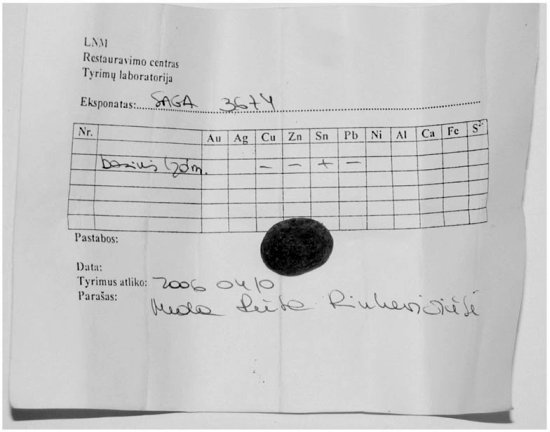 LNM
Restauravimo centras
Tyrimų laboratorija
Eksponatas: SAGA 3674
Nr. Au Ag Cu Zn Sn Pb Ni Al Ca Fe S²⁻
– – + –
Pastabos:
Data:
Tyrimus atliko: 2006 04 10
Parašas: